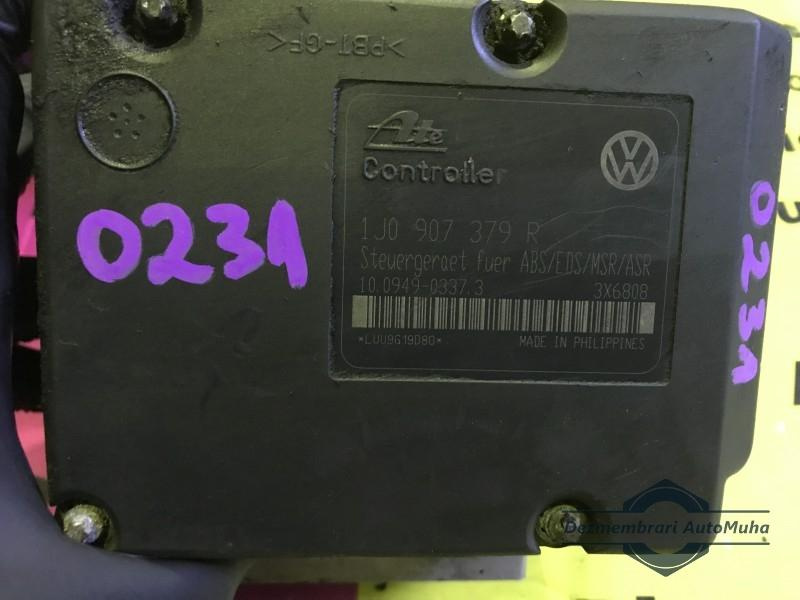 >PBT-GF<
Ate
Controller
1J0 907 379 R
Steuergeraet fuer ABS/EDS/MSR/ASR
10.0949-0337.3 3X6808
*LUU9G19D80* MADE IN PHILIPPINES
0231
023A
Dezmembrari AutoMuha